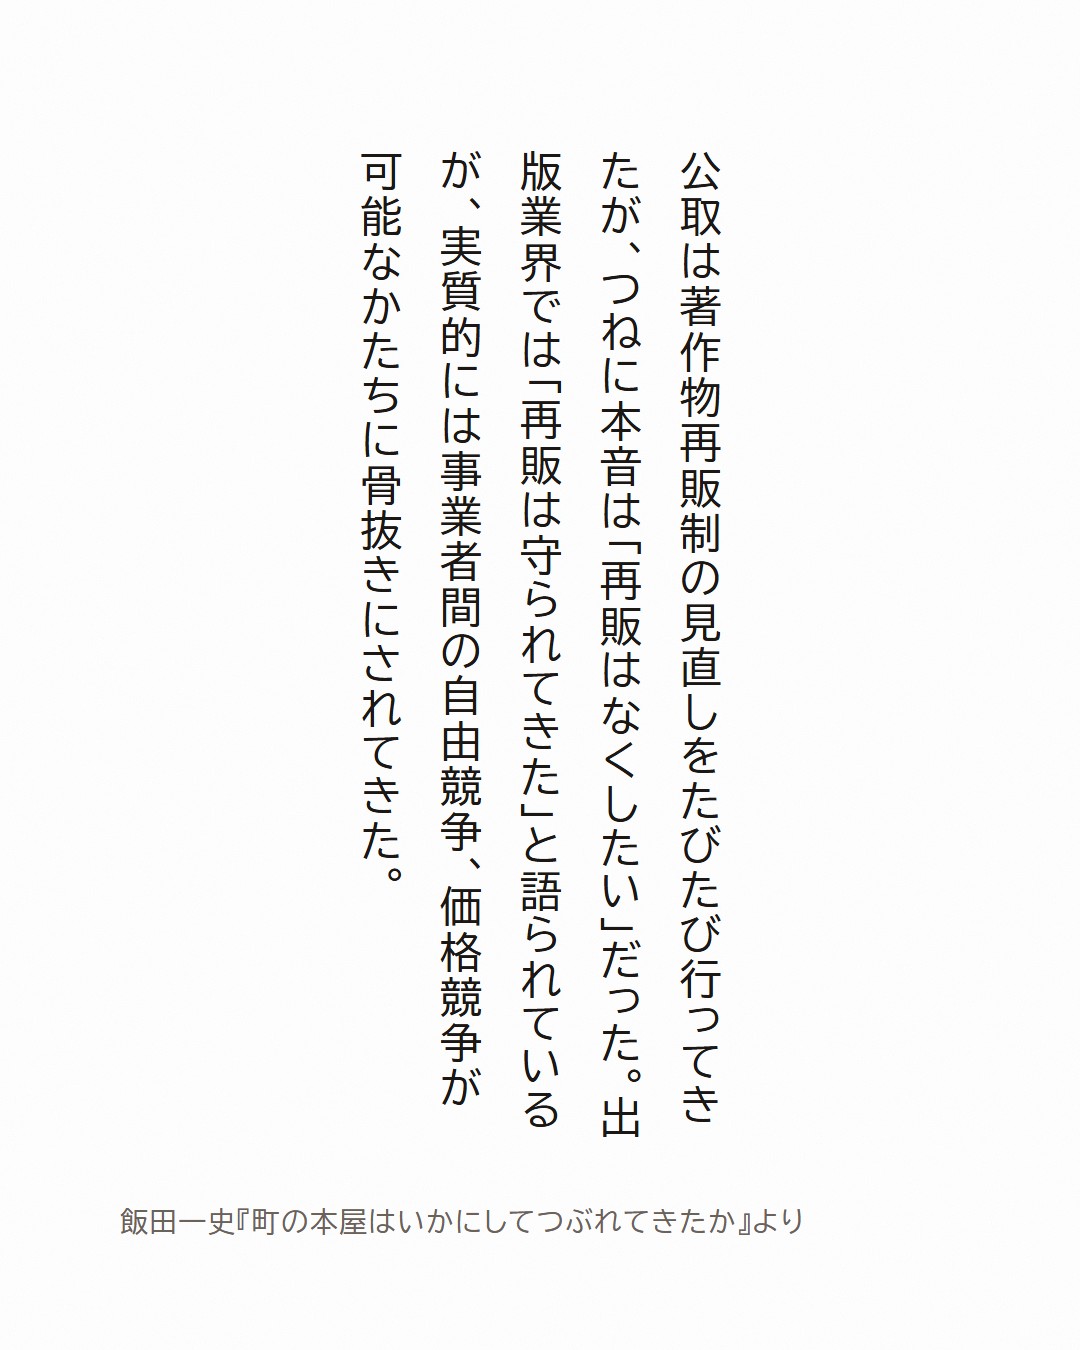 公取は著作物再販制の見直しをたびたび行ってき
たが、つねに本音は「再販はなくしたい」だった。出
版業界では「再販は守られてきた」と語られている
が、実質的には事業者間の自由競争、価格競争が
可能なかたちに骨抜きにされてきた。
飯田一史『町の本屋はいかにしてつぶれてきたか』より